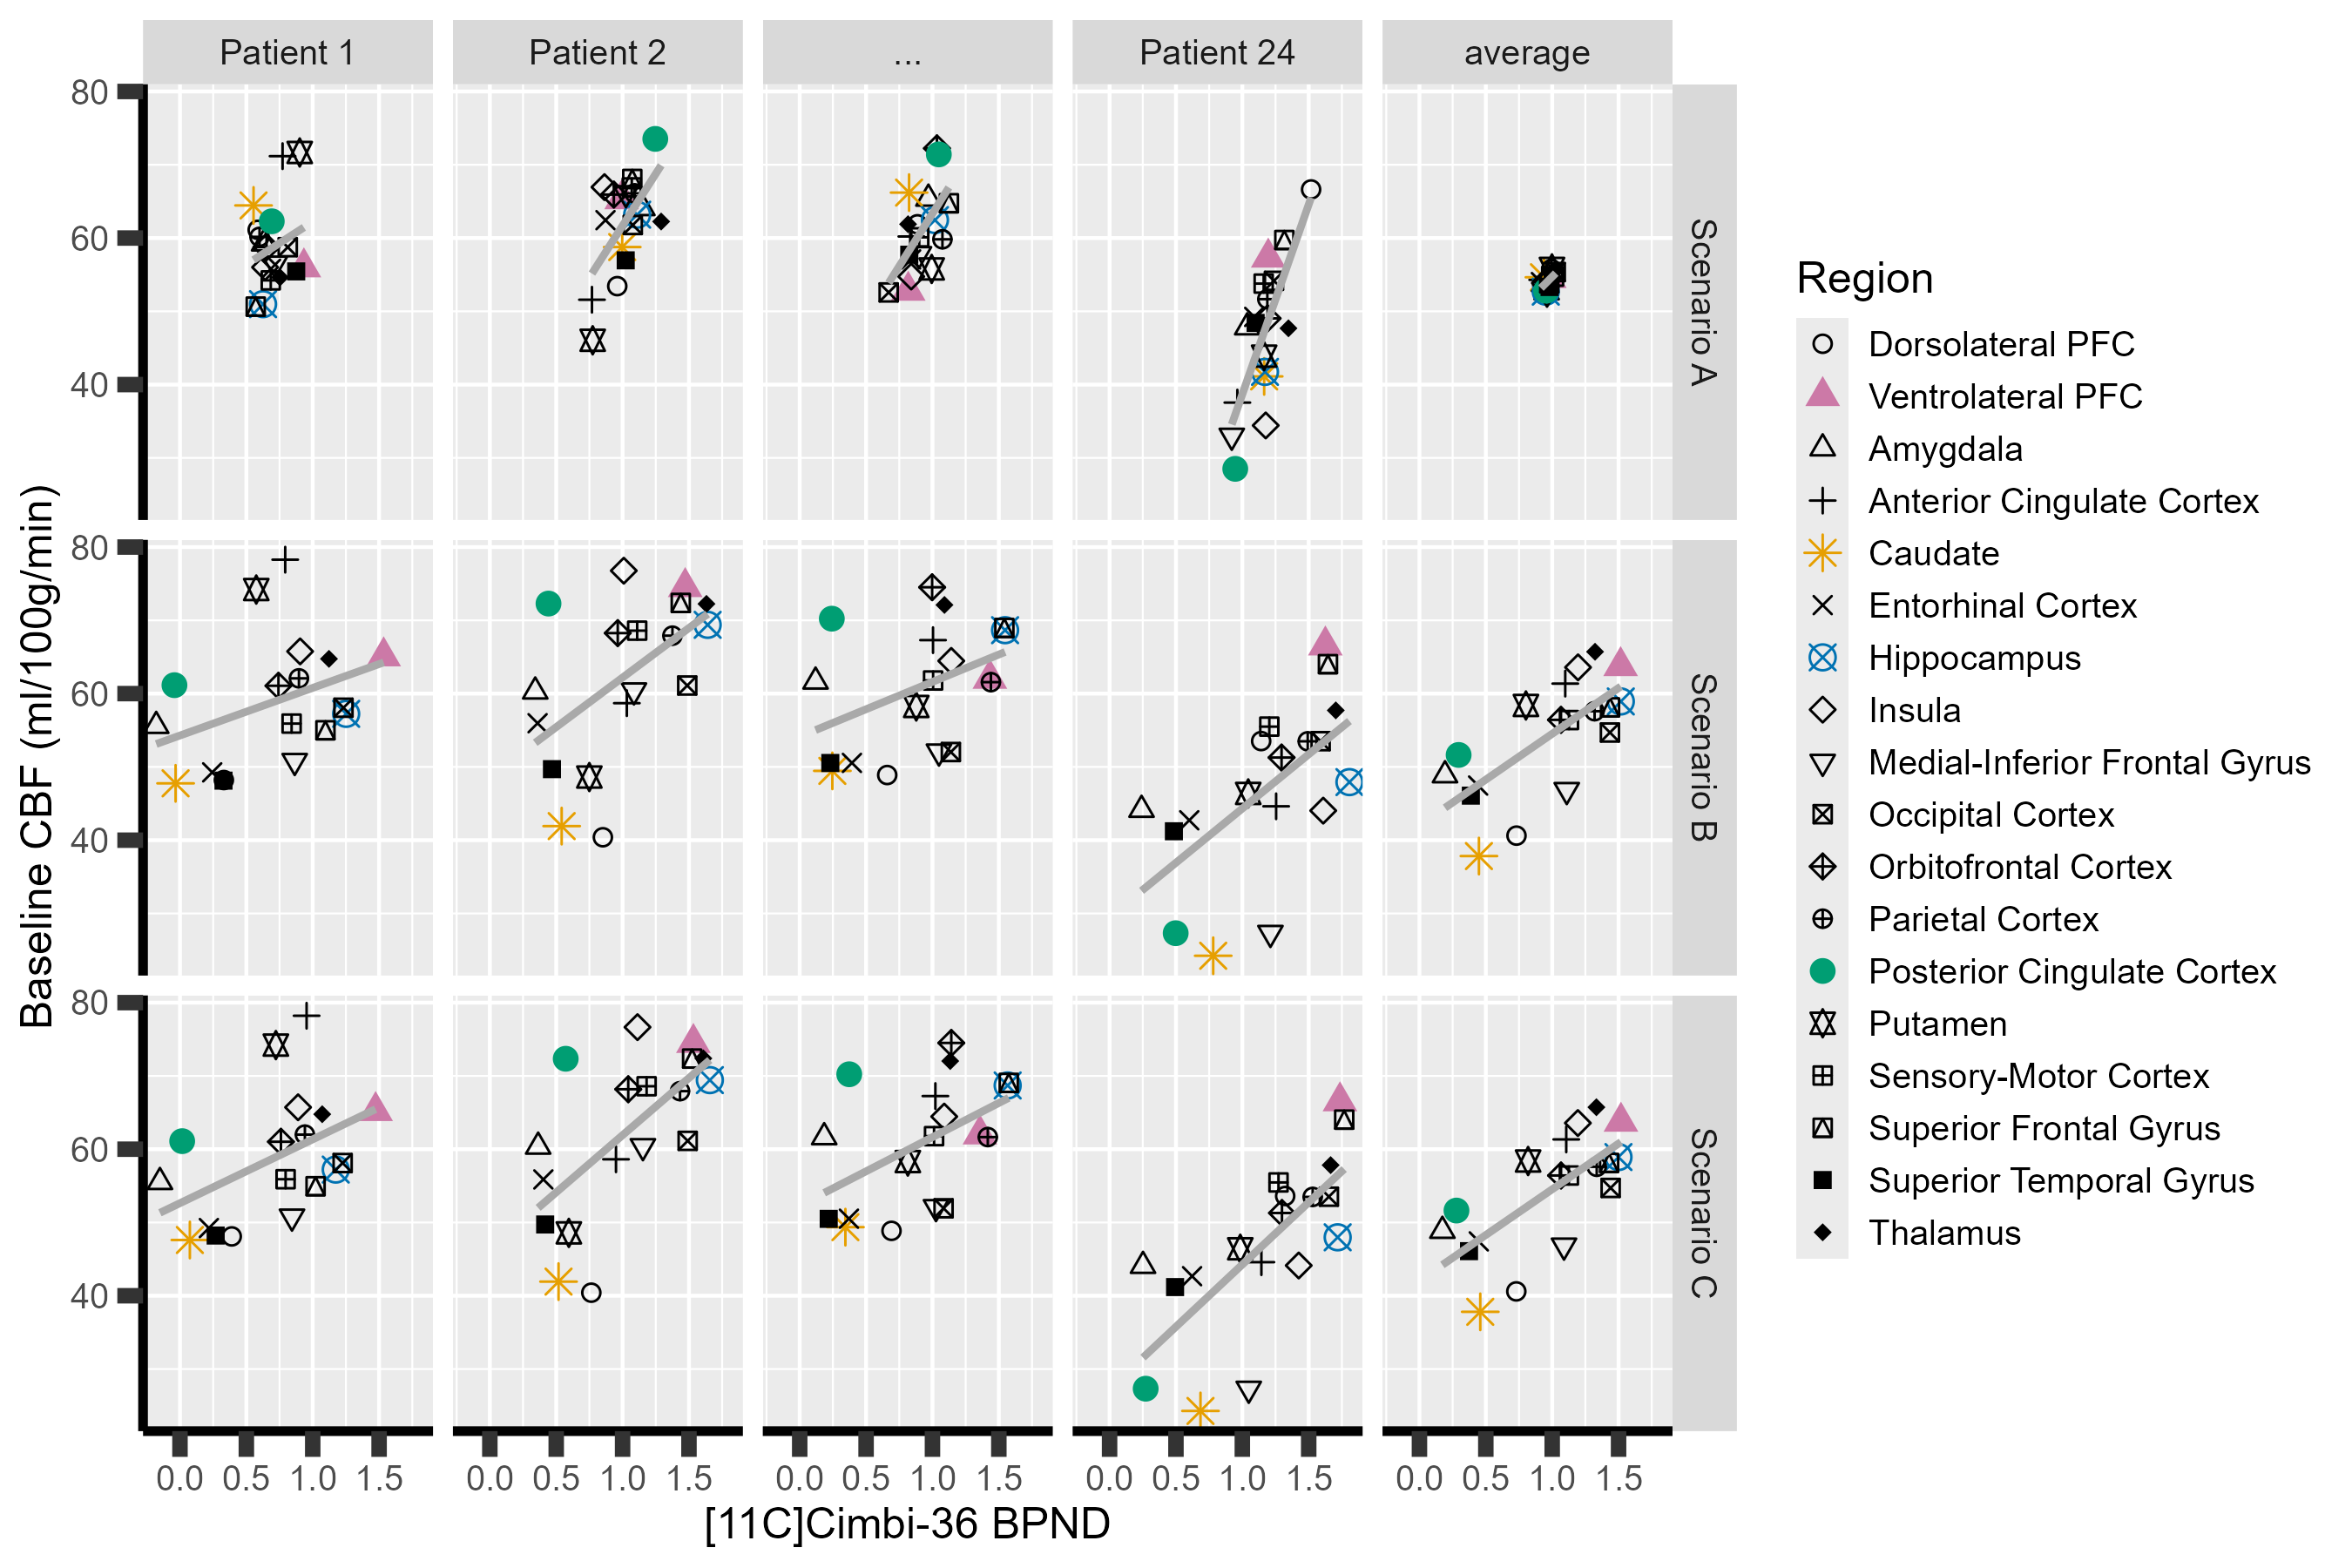 Patient 1
Patient 2
...
Patient 24
average
80
60
40
Scenario A
80
60
40
Scenario B
80
60
40
Scenario C
0.0 0.5 1.0 1.5
0.0 0.5 1.0 1.5
0.0 0.5 1.0 1.5
0.0 0.5 1.0 1.5
0.0 0.5 1.0 1.5
[11C]Cimbi-36 BPND
Baseline CBF (ml/100g/min)
Region
Dorsolateral PFC
Ventrolateral PFC
Amygdala
Anterior Cingulate Cortex
Caudate
Entorhinal Cortex
Hippocampus
Insula
Medial-Inferior Frontal Gyrus
Occipital Cortex
Orbitofrontal Cortex
Parietal Cortex
Posterior Cingulate Cortex
Putamen
Sensory-Motor Cortex
Superior Frontal Gyrus
Superior Temporal Gyrus
Thalamus